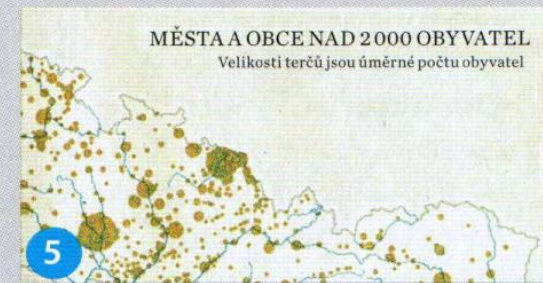 MĚSTA A OBCE NAD 2 000 OBYVATEL
Velikosti terčů jsou úměrné počtu obyvatel
5